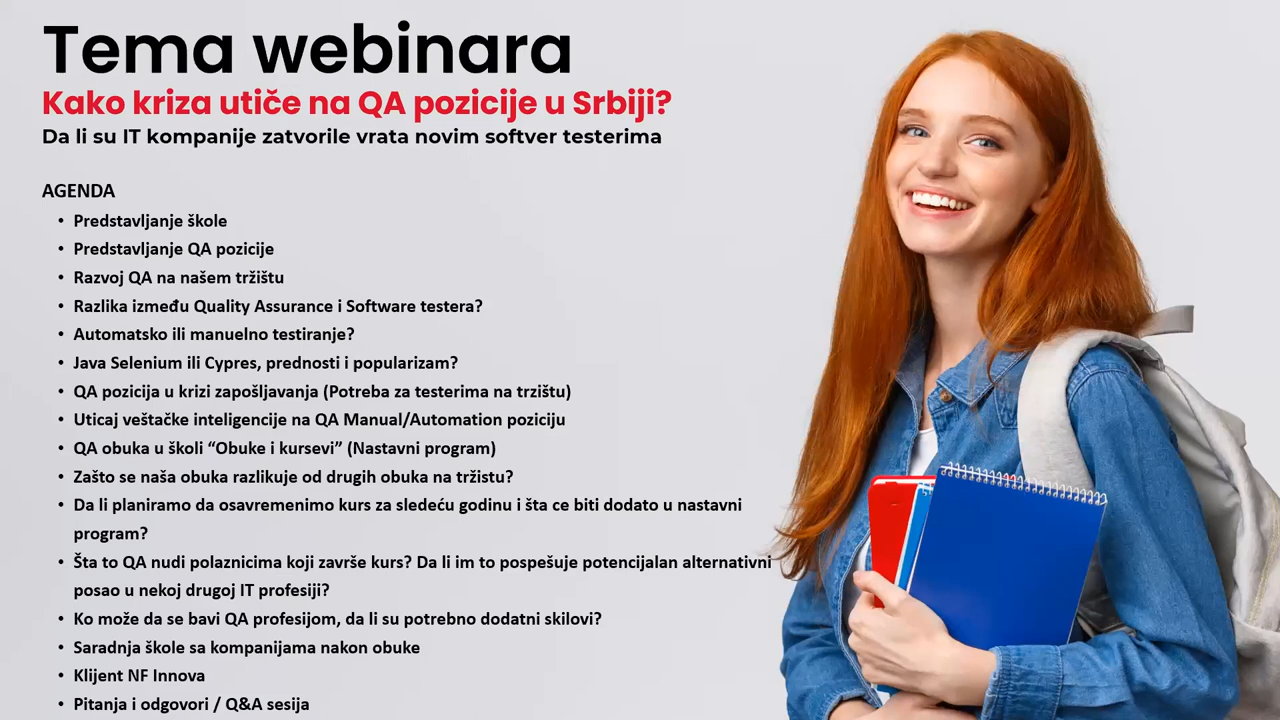 Tema webinara
Kako kriza utiče na QA pozicije u Srbiji?
Da li su IT kompanije zatvorile vrata novim softver testerima
AGENDA
• Predstavljanje škole
• Predstavljanje QA pozicije
• Razvoj QA na našem tržištu
• Razlika između Quality Assurance i Software testera?
• Automatsko ili manuelno testiranje?
• Java Selenium ili Cypres, prednosti i popularizam?
• QA pozicija u krizi zapošljavanja (Potreba za testerima na trzištu)
• Uticaj veštačke inteligencije na QA Manual/Automation poziciju
• QA obuka u školi “Obuke i kursevi” (Nastavni program)
• Zašto se naša obuka razlikuje od drugih obuka na tržistu?
• Da li planiramo da osavremenimo kurs za sledeću godinu i šta ce biti dodato u nastavni
program?
• Šta to QA nudi polaznicima koji završe kurs? Da li im to pospešuje potencijalan alternativni
posao u nekoj drugoj IT profesiji?
• Ko može da se bavi QA profesijom, da li su potrebno dodatni skilovi?
• Saradnja škole sa kompanijama nakon obuke
• Klijent NF Innova
• Pitanja i odgovori / Q&A sesija